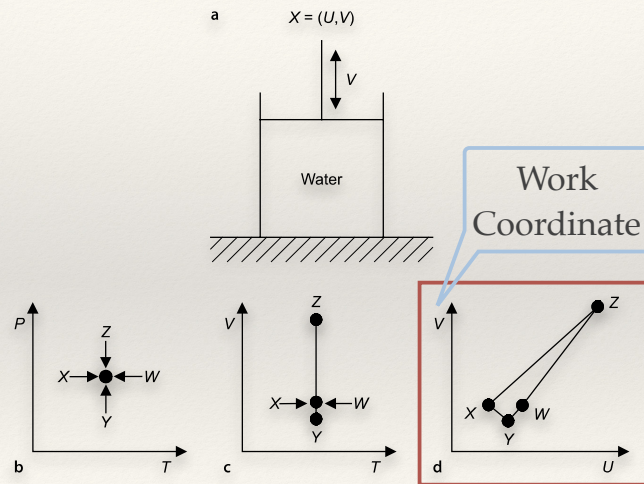 a
X = (U,V)
V
Water
Work
Coordinate
P
Z
X
W
Y
b
T
V
Z
X
W
Y
c
T
V
Z
X
W
Y
d
U